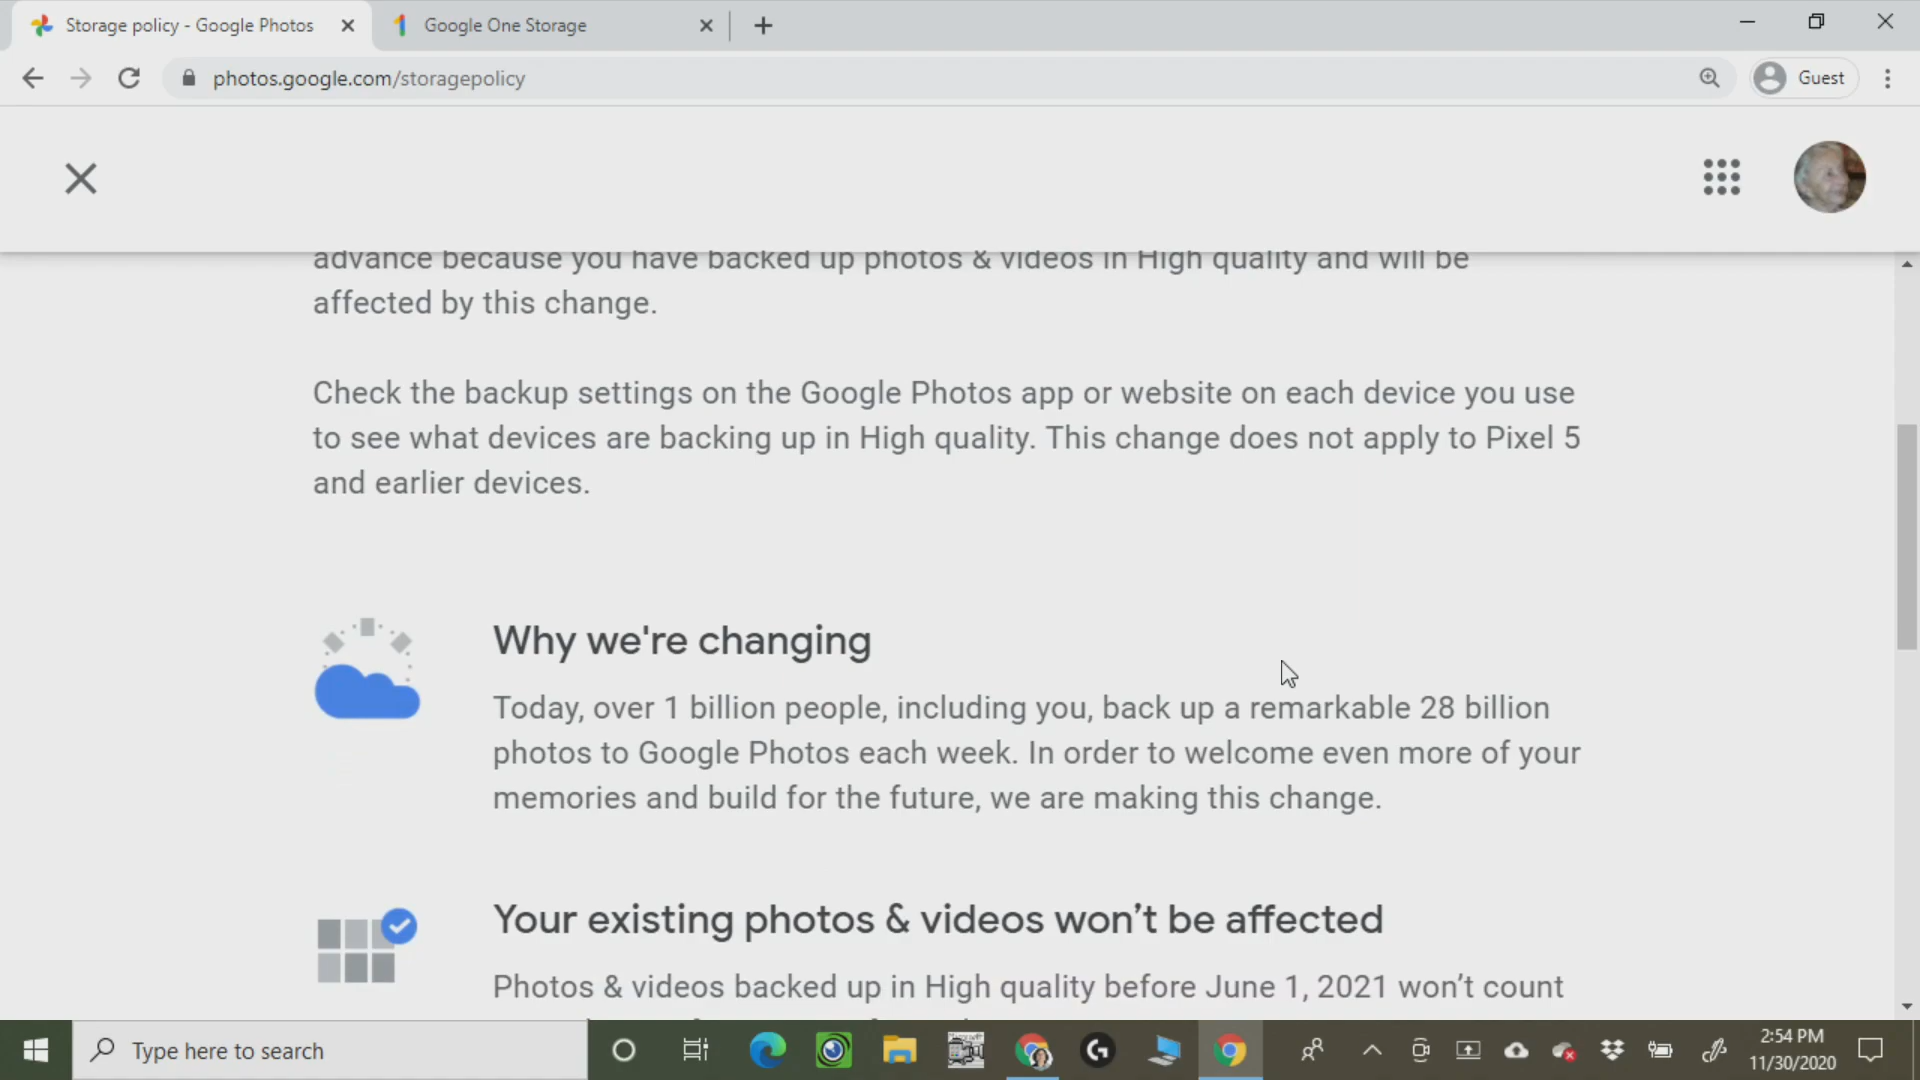 Storage policy - Google Photos
Google One Storage
photos.google.com/storagepolicy
Guest
advance because you have backed up photos & videos in High quality and will be
affected by this change.
Check the backup settings on the Google Photos app or website on each device you use
to see what devices are backing up in High quality. This change does not apply to Pixel 5
and earlier devices.
Why we're changing
Today, over 1 billion people, including you, back up a remarkable 28 billion
photos to Google Photos each week. In order to welcome even more of your
memories and build for the future, we are making this change.
Your existing photos & videos won’t be affected
Photos & videos backed up in High quality before June 1, 2021 won’t count
Type here to search
2:54 PM
11/30/2020